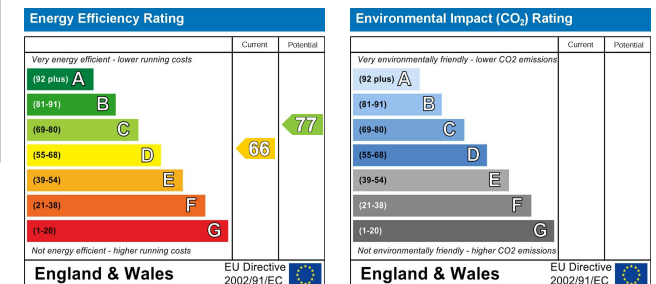 Energy Efficiency Rating
Current Potential
Very energy efficient - lower running costs
(92 plus) A
(81-91) B
(69-80) C
77
(55-68) D
66
(39-54) E
(21-38) F
(1-20) G
Not energy efficient - higher running costs
England & Wales
EU Directive
2002/91/EC
Environmental Impact (CO₂) Rating
Current Potential
Very environmentally friendly - lower CO2 emissions
(92 plus) A
(81-91) B
(69-80) C
(55-68) D
(39-54) E
(21-38) F
(1-20) G
Not environmentally friendly - higher CO2 emissions
England & Wales
EU Directive
2002/91/EC